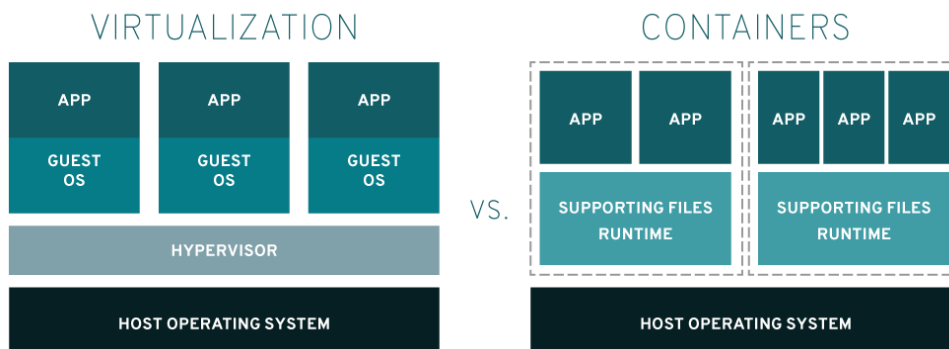 VIRTUALIZATION
APP
APP
APP
GUEST
OS
GUEST
OS
GUEST
OS
HYPERVISOR
HOST OPERATING SYSTEM
VS.
CONTAINERS
APP
APP
APP
APP
APP
SUPPORTING FILES
RUNTIME
SUPPORTING FILES
RUNTIME
HOST OPERATING SYSTEM